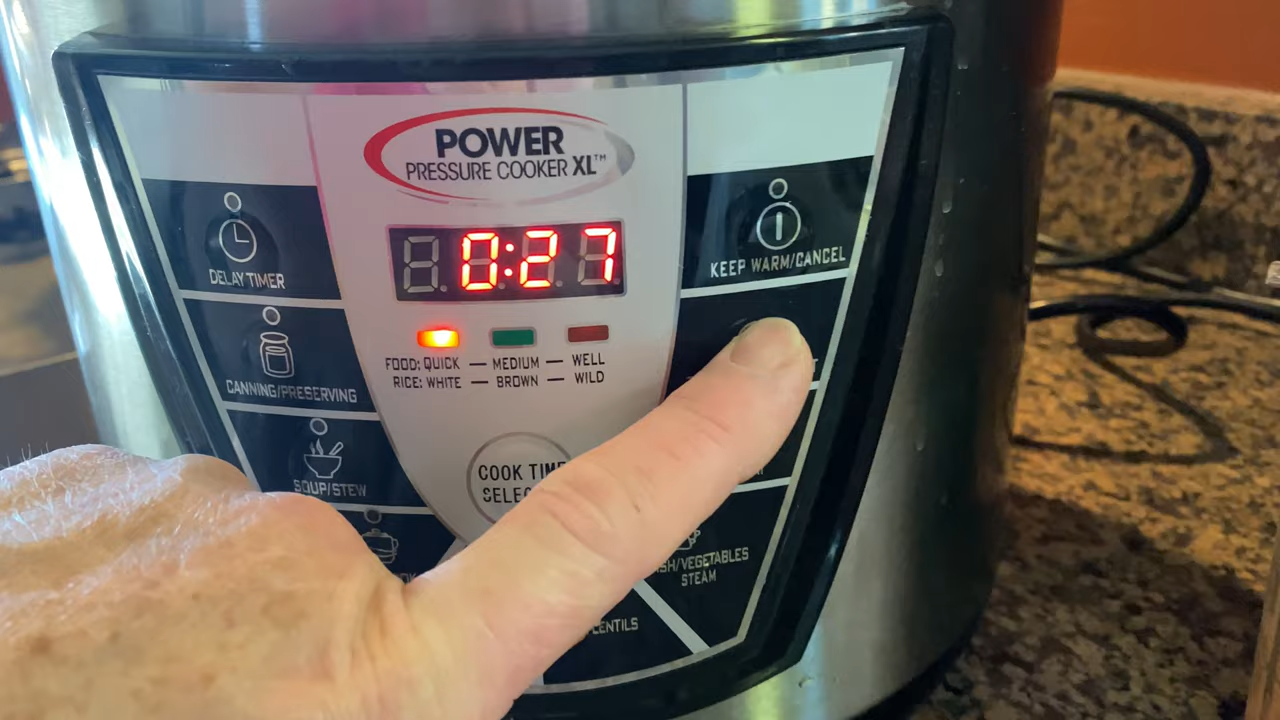 POWER
PRESSURE COOKER XL™
0:27
DELAY TIMER
KEEP WARM/CANCEL
FOOD: QUICK — MEDIUM — WELL
RICE: WHITE — BROWN — WILD
CANNING/PRESERVING
COOK TIME
SOUP/STEW
VEGETABLES
STEAM
LENTILS